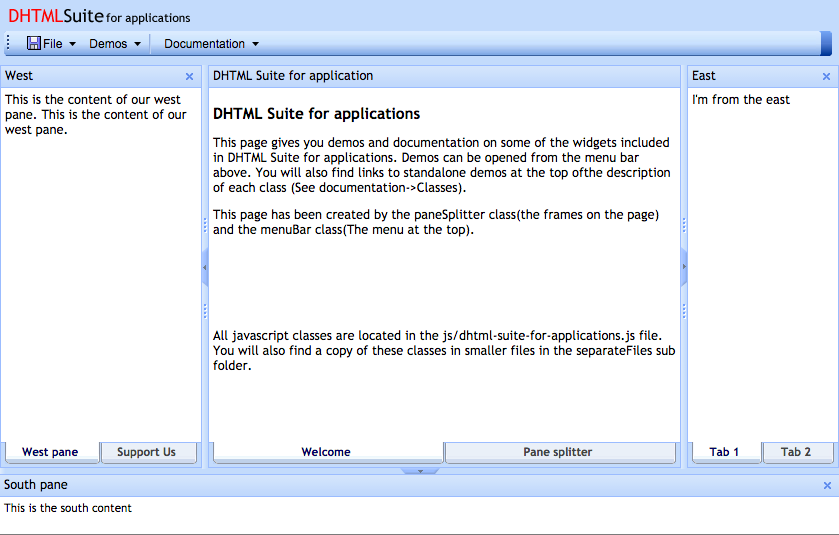 DHTMLSuite for applications
File Demos Documentation
West
This is the content of our west
pane. This is the content of our
west pane.
West pane Support Us
DHTML Suite for application
DHTML Suite for applications
This page gives you demos and documentation on some of the widgets included
in DHTML Suite for applications. Demos can be opened from the menu bar
above. You will also find links to standalone demos at the top ofthe description
of each class (See documentation->Classes).
This page has been created by the paneSplitter class(the frames on the page)
and the menuBar class(The menu at the top).
All javascript classes are located in the js/dhtml-suite-for-applications.js file.
You will also find a copy of these classes in smaller files in the separateFiles sub
folder.
Welcome Pane splitter
East
I'm from the east
Tab 1 Tab 2
South pane
This is the south content